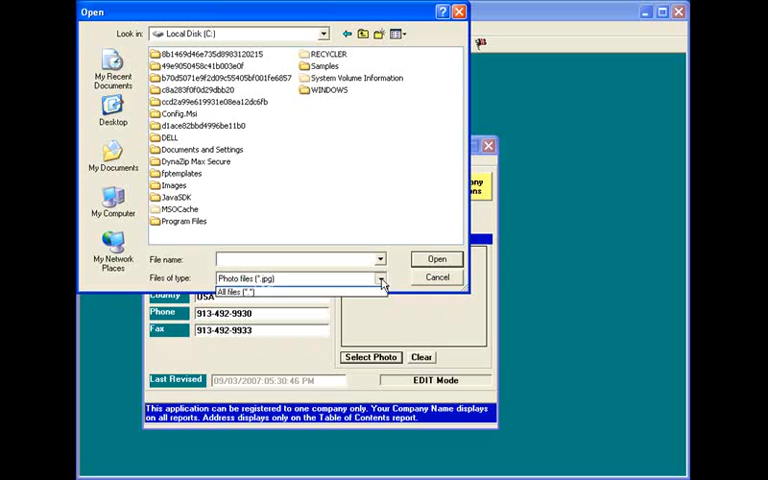 Open
Look in:
Local Disk (C:)
My Recent
Documents
Desktop
My Documents
My Computer
My Network
Places
8b1469d46e735d8983120215
49e9050458c41b003e0f
b70d5071e9f2d09c55405bf001fe6857
c8a283f0f0d29dbb20
ccd2a99e619931e08ea12dc6fb
Config.Msi
d1ace82bbd4996be11b0
DELL
Documents and Settings
DynaZip Max Secure
fptemplates
Images
JavaSDK
MSOCache
Program Files
RECYCLER
Samples
System Volume Information
WINDOWS
File name:
Open
Files of type:
Photo files (*.jpg)
Cancel
All files (*.*)
Country
USA
Phone
913-492-9930
Fax
913-492-9933
Select Photo
Clear
Last Revised
09/03/2007:05:30:46 PM
EDIT Mode
This application can be registered to one company only. Your Company Name displays
on all reports. Address displays only on the Table of Contents report.